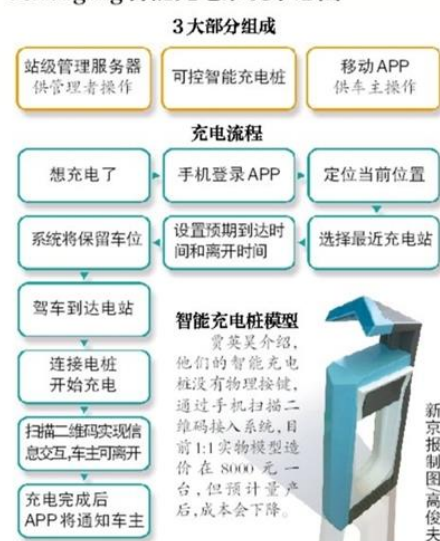 3大部分组成
站级管理服务器
供管理者操作
可控智能充电桩
移动APP
供车主操作
充电流程
想充电了
手机登录APP
定位当前位置
选择最近充电站
设置预期到达时
间和离开时间
系统将保留车位
驾车到达电站
连接电桩
开始充电
扫描二维码实现信
息交互,车主可离开
充电完成后
APP将通知车主
智能充电桩模型
贾英昊介绍,
他们的智能充电
桩没有物理按键,
通过手机扫描二
维码接入系统,目
前1:1实物模型造
价在8000元一
台,但预计量产
后,成本会下降。
新京报制图/高俊夫